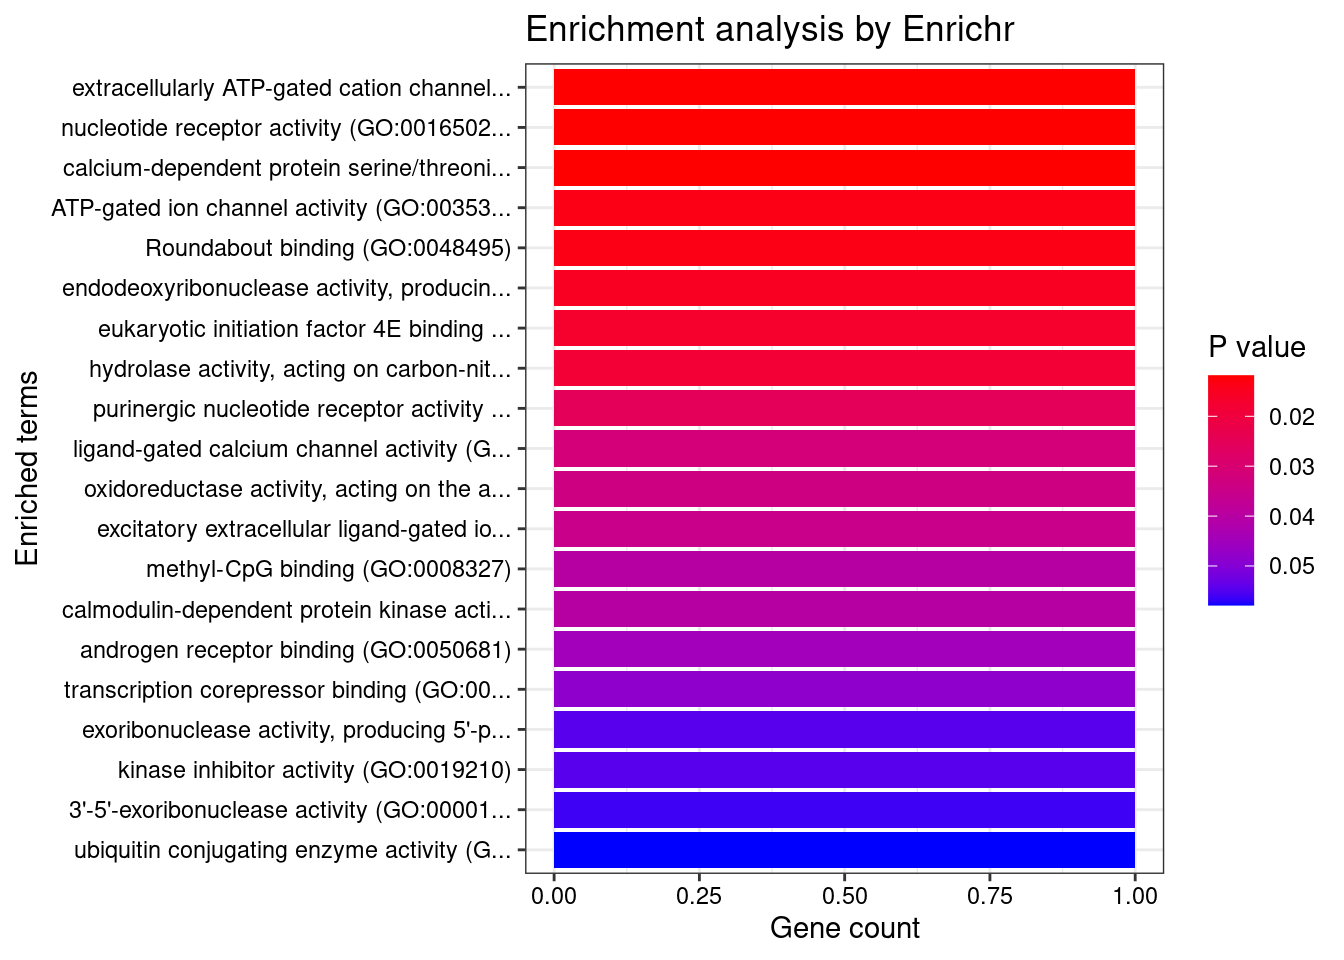 Enrichment analysis by Enrichr
extracellularly ATP-gated cation channel...
nucleotide receptor activity (GO:0016502...
calcium-dependent protein serine/threoni...
ATP-gated ion channel activity (GO:00353...
Roundabout binding (GO:0048495)
endodeoxyribonuclease activity, producin...
eukaryotic initiation factor 4E binding ...
hydrolase activity, acting on carbon-nit...
purinergic nucleotide receptor activity ...
ligand-gated calcium channel activity (G...
oxidoreductase activity, acting on the a...
excitatory extracellular ligand-gated io...
methyl-CpG binding (GO:0008327)
calmodulin-dependent protein kinase acti...
androgen receptor binding (GO:0050681)
transcription corepressor binding (GO:00...
exoribonuclease activity, producing 5'-p...
kinase inhibitor activity (GO:0019210)
3'-5'-exoribonuclease activity (GO:00001...
ubiquitin conjugating enzyme activity (G...
Enriched terms
0.00 0.25 0.50 0.75 1.00
Gene count
P value
0.02
0.03
0.04
0.05